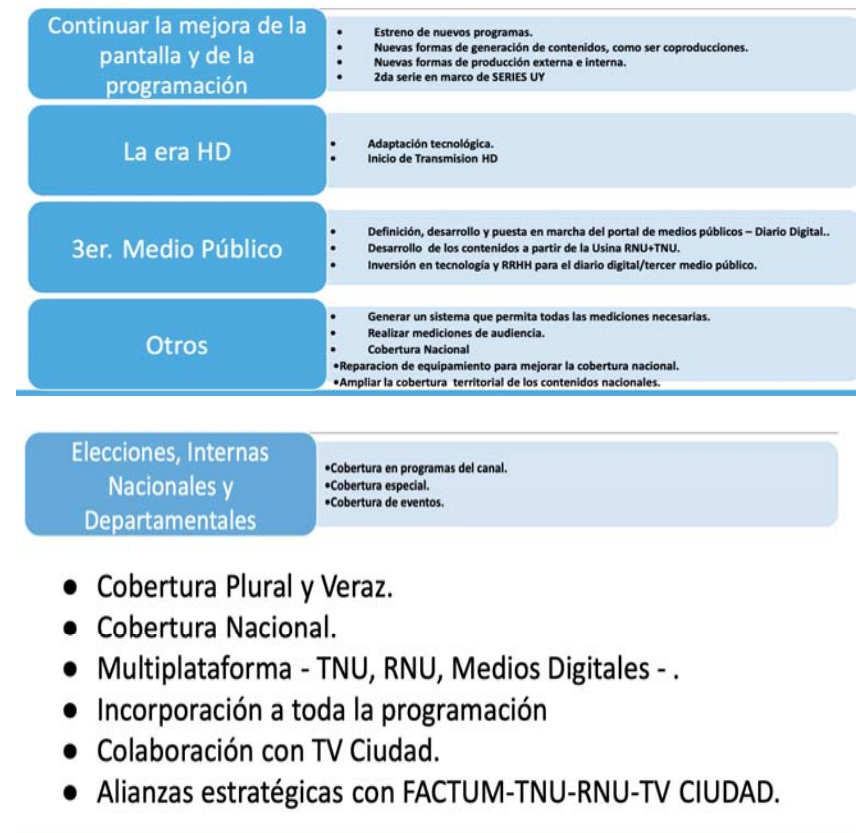 Continuar la mejora de la
pantalla y de la
programación
• Estreno de nuevos programas.
• Nuevas formas de generación de contenidos, como ser coproducciones.
• Nuevas formas de producción externa e interna.
• 2da serie en marco de SERIES UY
La era HD
• Adaptación tecnológica.
• Inicio de Transmision HD
3er. Medio Público
• Definición, desarrollo y puesta en marcha del portal de medios públicos – Diario Digital..
• Desarrollo de los contenidos a partir de la Usina RNU+TNU.
• Inversión en tecnología y RRHH para el diario digital/tercer medio público.
Otros
• Generar un sistema que permita todas las mediciones necesarias.
• Realizar mediciones de audiencia.
• Cobertura Nacional
•Reparacion de equipamiento para mejorar la cobertura nacional.
•Ampliar la cobertura territorial de los contenidos nacionales.
Elecciones, Internas
Nacionales y
Departamentales
•Cobertura en programas del canal.
•Cobertura especial.
•Cobertura de eventos.
• Cobertura Plural y Veraz.
• Cobertura Nacional.
• Multiplataforma - TNU, RNU, Medios Digitales - .
• Incorporación a toda la programación
• Colaboración con TV Ciudad.
• Alianzas estratégicas con FACTUM-TNU-RNU-TV CIUDAD.